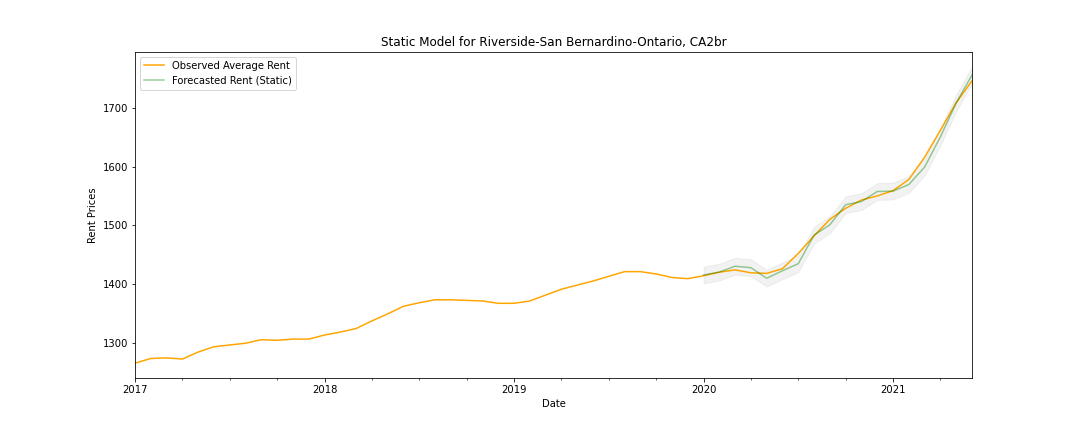 Static Model for Riverside-San Bernardino-Ontario, CA2br
Observed Average Rent
Forecasted Rent (Static)
1700
1600
1500
1400
1300
Rent Prices
2017 2018 2019 2020 2021
Date